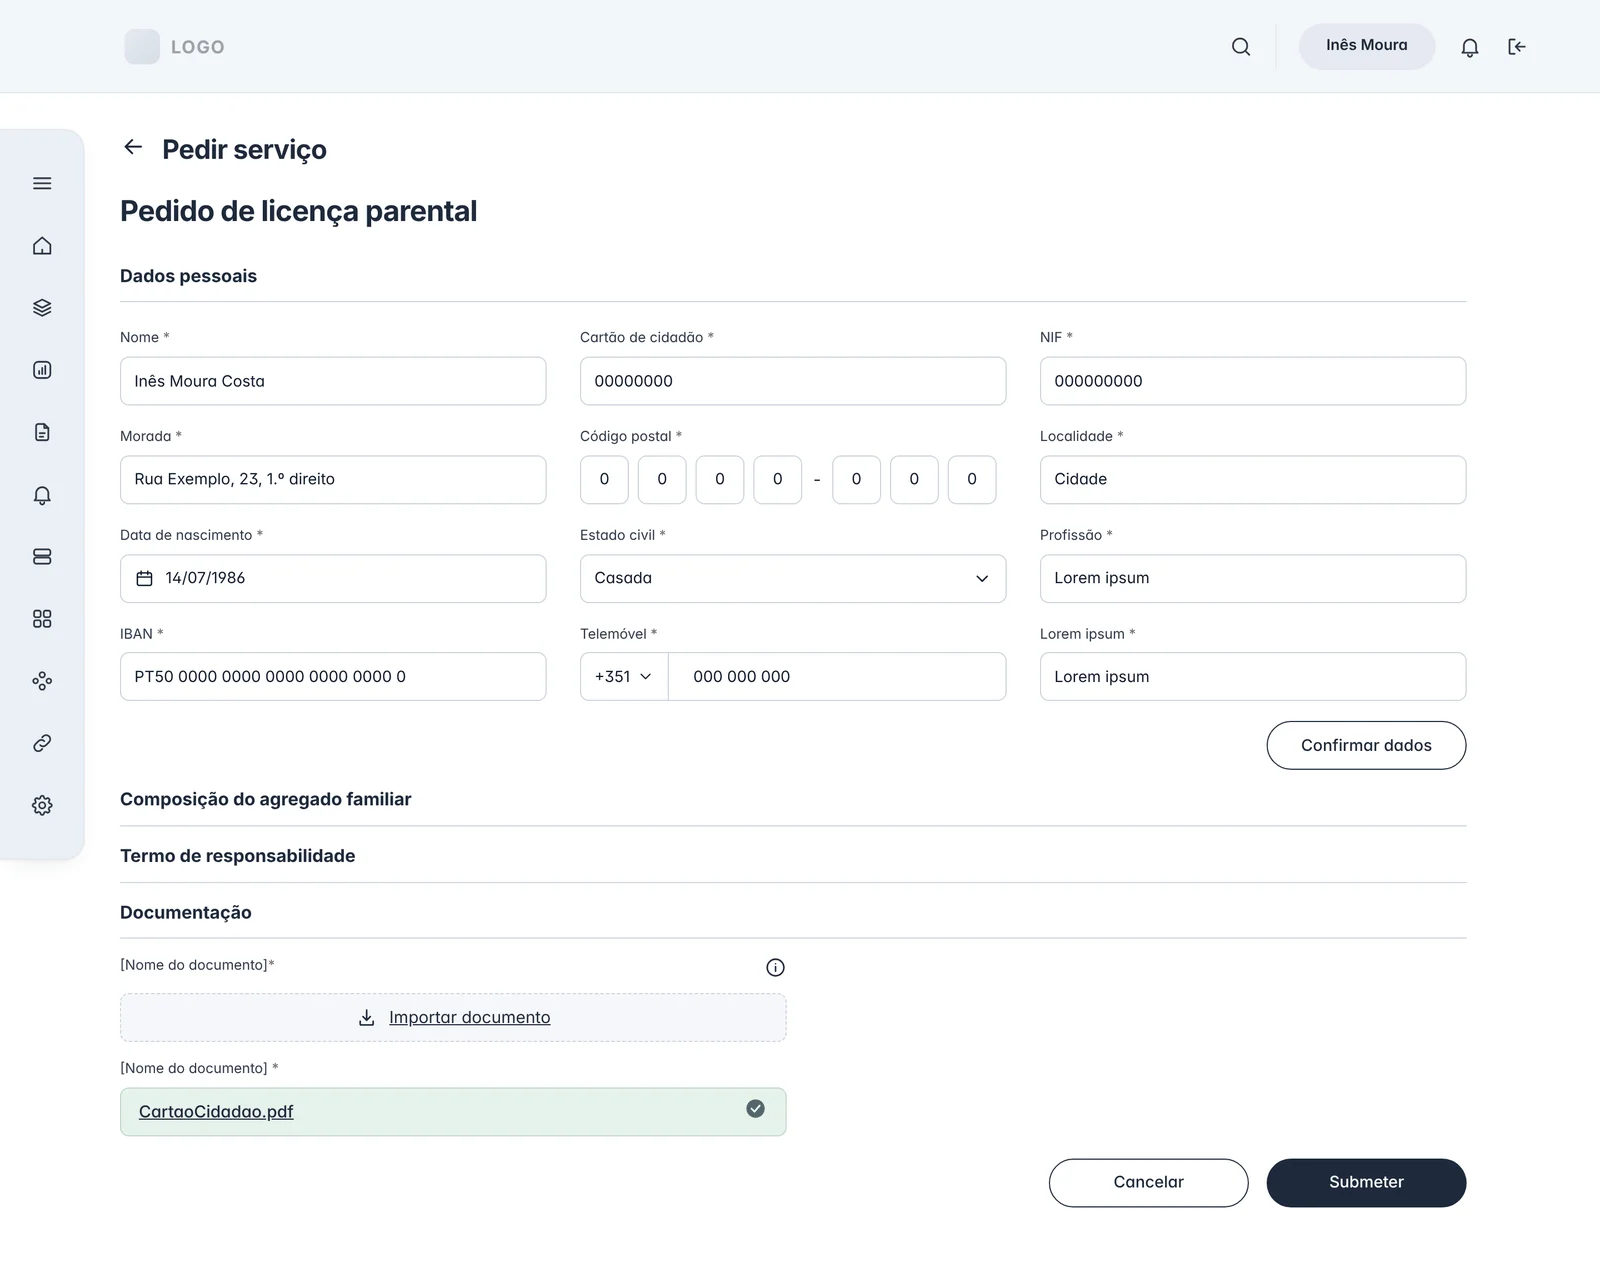 LOGO
Inês Moura
Pedir serviço
Pedido de licença parental
Dados pessoais
Nome * Cartão de cidadão * NIF *
Inês Moura Costa 00000000 000000000
Morada * Código postal * Localidade *
Rua Exemplo, 23, 1.º direito 0 0 0 0 - 0 0 0 Cidade
Data de nascimento * Estado civil * Profissão *
14/07/1986 Casada Lorem ipsum
IBAN * Telemóvel * Lorem ipsum *
PT50 0000 0000 0000 0000 0000 0 +351 000 000 000 Lorem ipsum
Confirmar dados
Composição do agregado familiar
Termo de responsabilidade
Documentação
[Nome do documento]*
Importar documento
[Nome do documento] *
CartaoCidadao.pdf
Cancelar Submeter